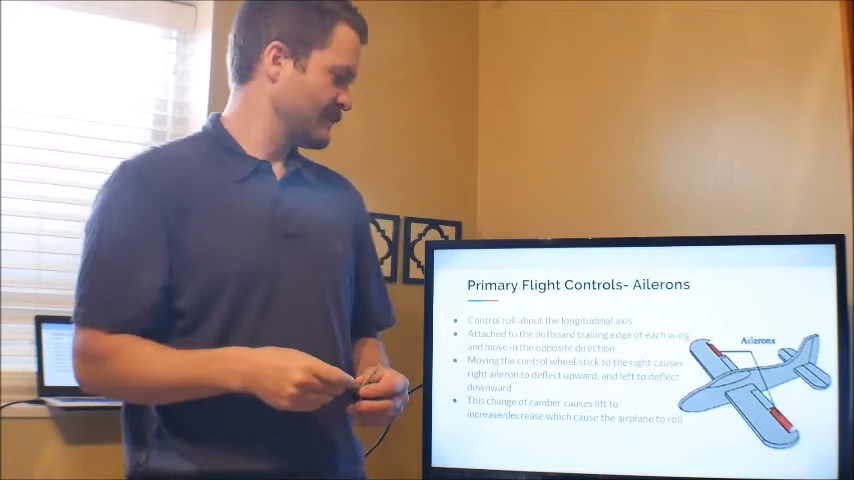 Primary Flight Controls- Ailerons
Control roll about the longitudinal axis
Attached to the outboard trailing edge of each wing
and move in the opposite direction
Moving the control wheel/stick to the right causes
right aileron to deflect upward, and left to deflect
downward
This change of camber causes lift to
increase/decrease which cause the airplane to roll
Ailerons